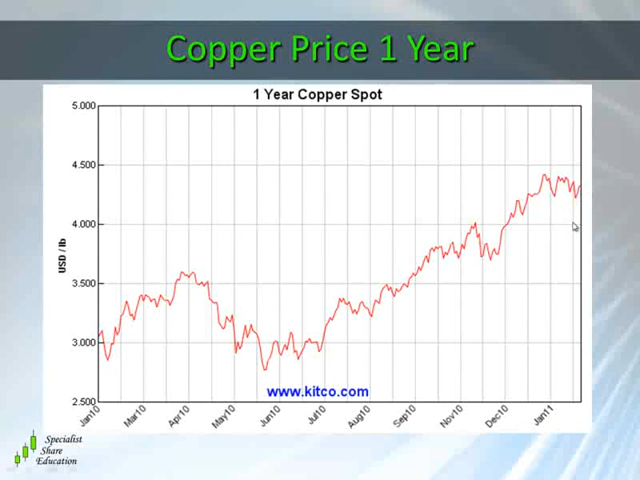 Copper Price 1 Year
1 Year Copper Spot
5.000
4.500
4.000
3.500
3.000
2.500
USD / lb
Jan10
Mar10
Apr10
May10
Jun10
Jul10
Aug10
Sep10
Nov10
Dec10
Jan11
www.kitco.com
Specialist
Share
Education